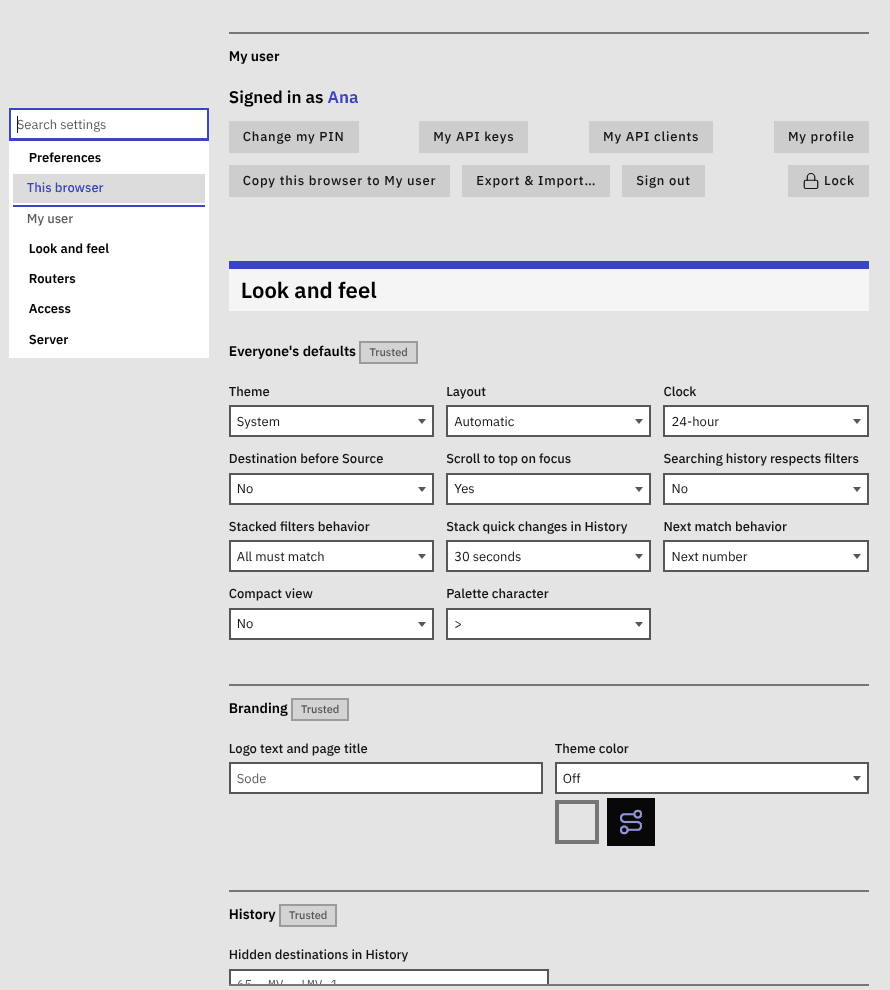 Search settings
Preferences
This browser
My user
Look and feel
Routers
Access
Server
My user
Signed in as Ana
Change my PIN My API keys My API clients My profile
Copy this browser to My user Export & Import... Sign out Lock
Look and feel
Everyone's defaults Trusted
Theme Layout Clock
System Automatic 24-hour
Destination before Source Scroll to top on focus Searching history respects filters
No Yes No
Stacked filters behavior Stack quick changes in History Next match behavior
All must match 30 seconds Next number
Compact view Palette character
No >
Branding Trusted
Logo text and page title Theme color
Sode Off
History Trusted
Hidden destinations in History